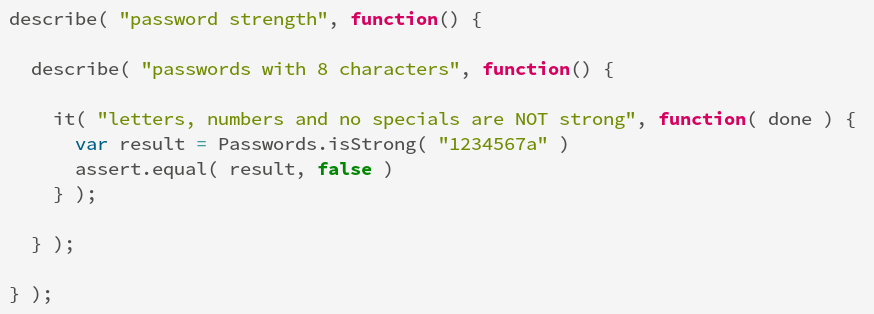 describe( "password strength", function() {
  describe( "passwords with 8 characters", function() {
    it( "letters, numbers and no specials are NOT strong", function( done ) {
      var result = Passwords.isStrong( "1234567a" )
      assert.equal( result, false )
    } );
  } );
} );